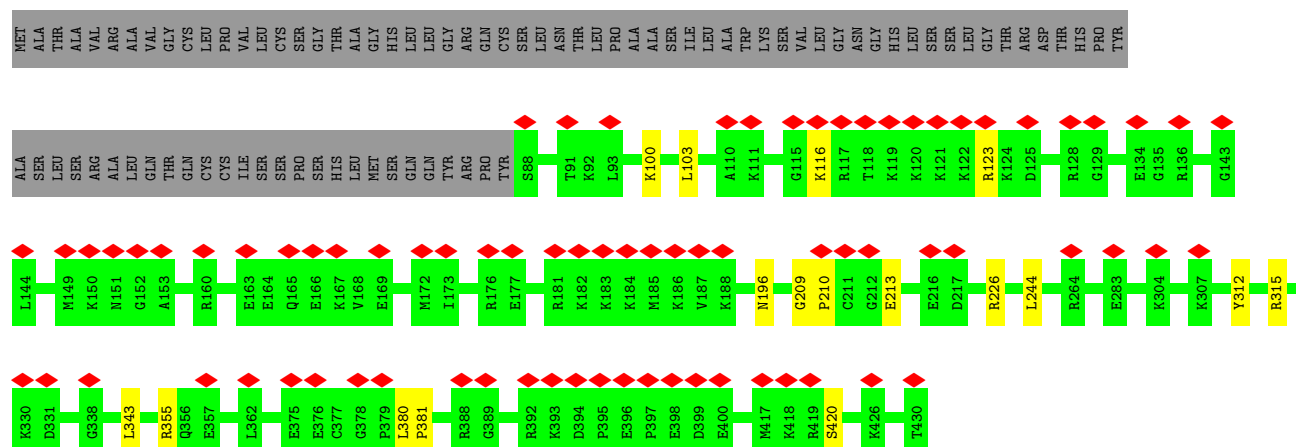 MET ALA THR ALA VAL ARG ALA VAL GLY CYS LEU PRO VAL LEU CYS SER GLY THR ALA GLY HIS LEU LEU GLY ARG GLN CYS SER LEU ASN THR LEU PRO ALA ALA SER ILE LEU ALA TRP LYS SER VAL LEU GLY ASN GLY HIS LEU SER SER LEU GLY THR ARG ASP THR HIS PRO TYR
ALA SER LEU SER ARG ALA LEU GLN THR GLN CYS CYS ILE SER SER PRO SER HIS LEU MET SER GLN GLN TYR ARG PRO TYR S88 T91 K92 L93 K100 L103 A110 K111 G115 K116 R117 T118 K119 K120 K121 K122 R123 K124 D125 R128 G129 E134 G135 R136 G143
L144 M149 K150 N151 G152 A153 R160 E163 E164 Q165 E166 K167 V168 E169 M172 I173 R176 E177 R181 K182 K183 K184 M185 K186 V187 K188 N196 G209 P210 C211 G212 E213 E216 D217 R226 L244 R264 E283 K304 K307 Y312 R315
K330 D331 G338 L343 R355 Q356 E357 L362 E375 E376 C377 G378 P379 L380 P381 R388 G389 R392 K393 D394 P395 E396 P397 E398 D399 E400 M417 K418 R419 S420 K426 T430